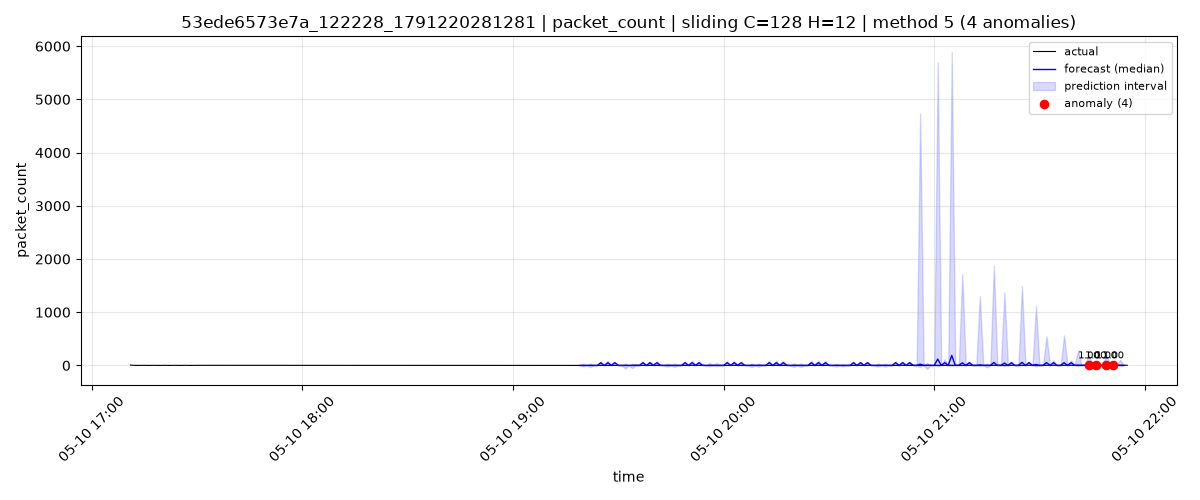 53ede6573e7a_122228_1791220281281 | packet_count | sliding C=128 H=12 | method 5 (4 anomalies)
packet_count
6000
5000
4000
3000
2000
1000
0
actual
forecast (median)
prediction interval
anomaly (4)
05-10 17:00
05-10 18:00
05-10 19:00
05-10 20:00
05-10 21:00
05-10 22:00
time